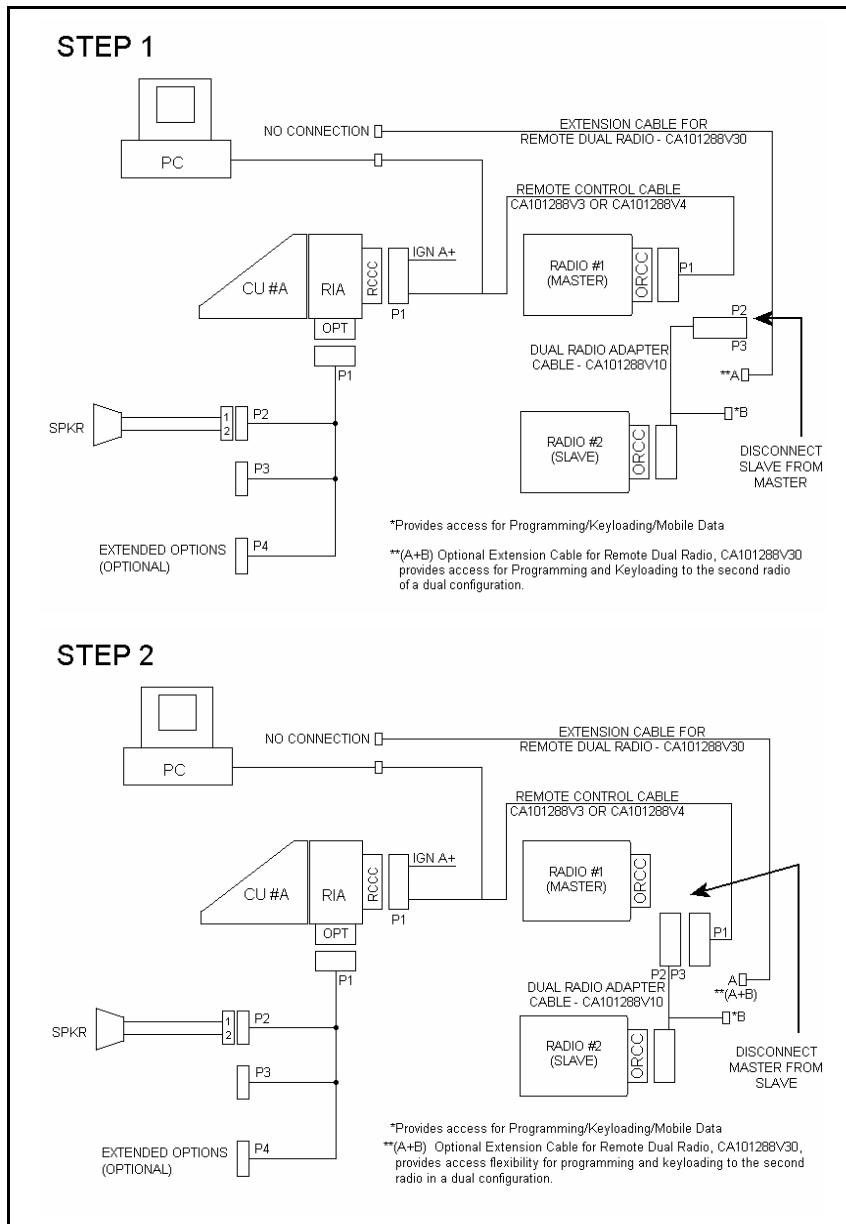 STEP 1
NO CONNECTION
EXTENSION CABLE FOR
REMOTE DUAL RADIO - CA101288V30
PC
REMOTE CONTROL CABLE
CA101288V3 OR CA101288V4
IGN A+
CU #A
RIA
RCCC
P1
OPT
P1
RADIO #1
(MASTER)
ORCC
P1
P2
P3
DUAL RADIO ADAPTER
CABLE - CA101288V10
**A
*B
SPKR
1
2
P2
P3
RADIO #2
(SLAVE)
ORCC
DISCONNECT
SLAVE FROM
MASTER
EXTENDED OPTIONS
(OPTIONAL)
P4
*Provides access for Programming/Keyloading/Mobile Data
**(A+B) Optional Extension Cable for Remote Dual Radio, CA101288V30
provides access for Programming and Keyloading to the second radio
of a dual configuration.
STEP 2
NO CONNECTION
EXTENSION CABLE FOR
REMOTE DUAL RADIO - CA101288V30
PC
REMOTE CONTROL CABLE
CA101288V3 OR CA101288V4
IGN A+
CU #A
RIA
RCCC
P1
OPT
P1
RADIO #1
(MASTER)
ORCC
P1
P2
P3
DUAL RADIO ADAPTER
CABLE - CA101288V10
A
**(A+B)
*B
SPKR
1
2
P2
P3
RADIO #2
(SLAVE)
ORCC
DISCONNECT
MASTER FROM
SLAVE
EXTENDED OPTIONS
(OPTIONAL)
P4
*Provides access for Programming/Keyloading/Mobile Data
**(A+B) Optional Extension Cable for Remote Dual Radio, CA101288V30,
provides access flexibility for programming and keyloading to the second
radio in a dual configuration.